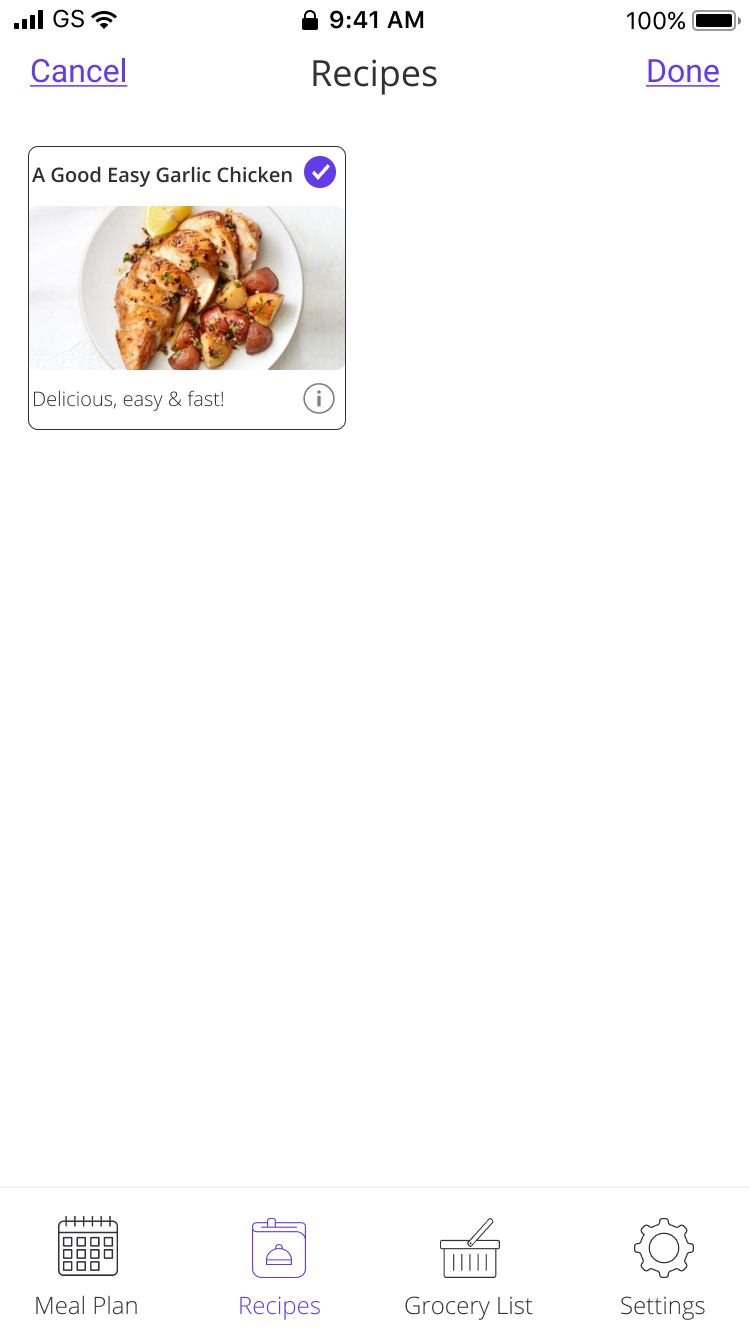 GS 9:41 AM 100%
Cancel Recipes Done
A Good Easy Garlic Chicken
Delicious, easy & fast!
Meal Plan Recipes Grocery List Settings